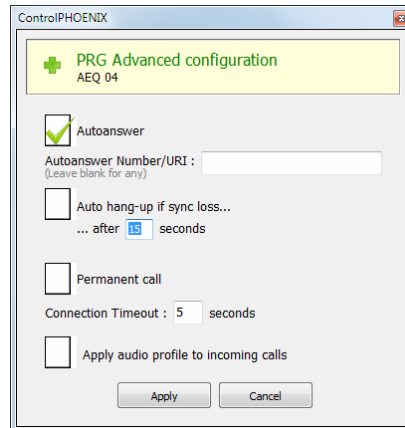 ControlPHOENIX
PRG Advanced configuration
AEQ 04
Autoanswer
Autoanswer Number/URI :
(Leave blank for any)
Auto hang-up if sync loss...
... after 15 seconds
Permanent call
Connection Timeout : 5 seconds
Apply audio profile to incoming calls
Apply Cancel